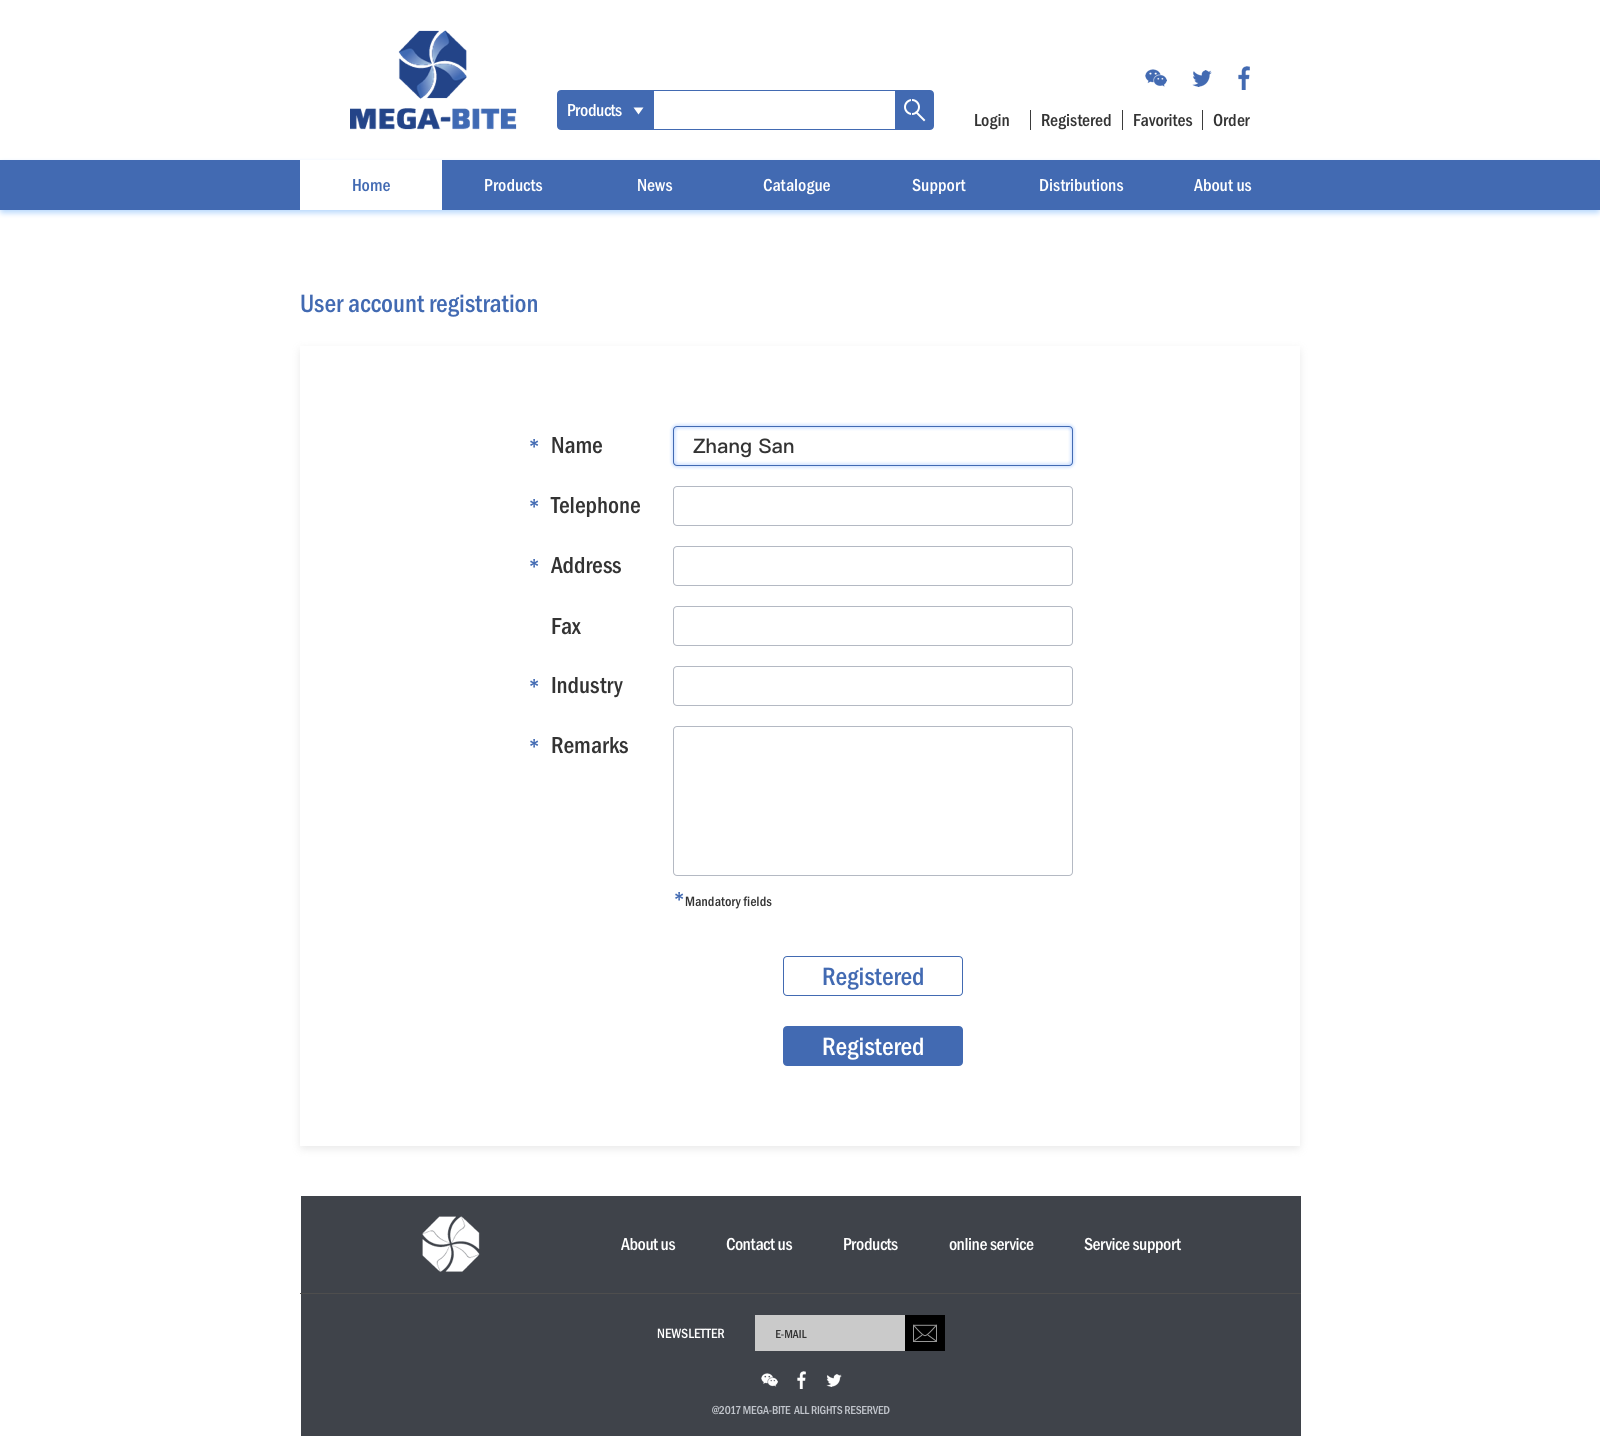 MEGA-BITE
Products
Login Registered Favorites Order
Home Products News Catalogue Support Distributions About us
User account registration
* Name Zhang San
* Telephone
* Address
Fax
* Industry
* Remarks
*Mandatory fields
Registered
Registered
About us Contact us Products online service Service support
NEWSLETTER E-MAIL
@2017 MEGA-BITE ALL RIGHTS RESERVED